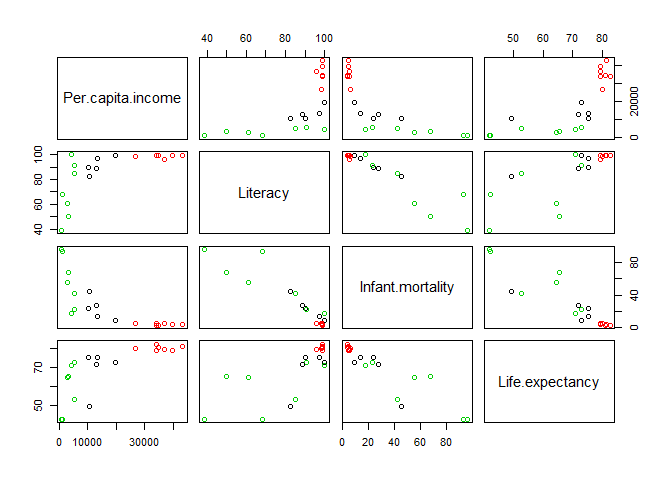 40 60 80 100
50 60 70 80
Per.capita.income
0 20000
40 60 80 100
Literacy
Infant.mortality
0 40 80
50 70
Life.expectancy
0 10000 30000
0 20 40 60 80